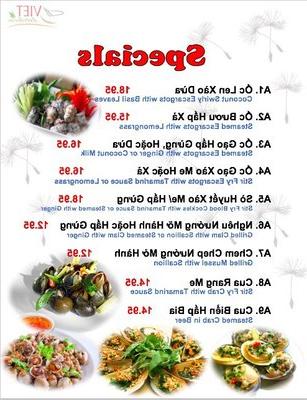 VIET
Specials
A1. Ốc Len Xào Dừa 18.95
Coconut Swirly Escargots with Basil Leaves
A2. Ốc Bươu Hấp Xả 15.95
Steamed Escargots with Lemongrass
A3. Ốc Gạo Hấp, Gừng Hoặc Dừa 16.95
Steamed Escargots with Ginger or Coconut Milk
A4. Ốc Gạo Xào Me Hoặc Xả 16.95
Stir Fry Escargots with Tamarind Sauce or Lemongrass
A5. Sò Huyết Xào Me Hấp Gừng 18.95
Stir Fry Blood Cockles with Tamarind Sauce or Steamed with Ginger
A6. Nghêu Nướng Mỡ Hành Hoặc Hấp Gừng 12.95
Grilled Clam with Scallion or Steamed Clam with Ginger
A7. Chem Chep Mỡ Hành 12.95
Grilled Mussel with Scallion
A8. Cua Rang Me 14.95
Stir Fry Crab with Tamarind Sauce
A9. Cua Biển Hấp Bia 14.95
Steamed Crab in Beer